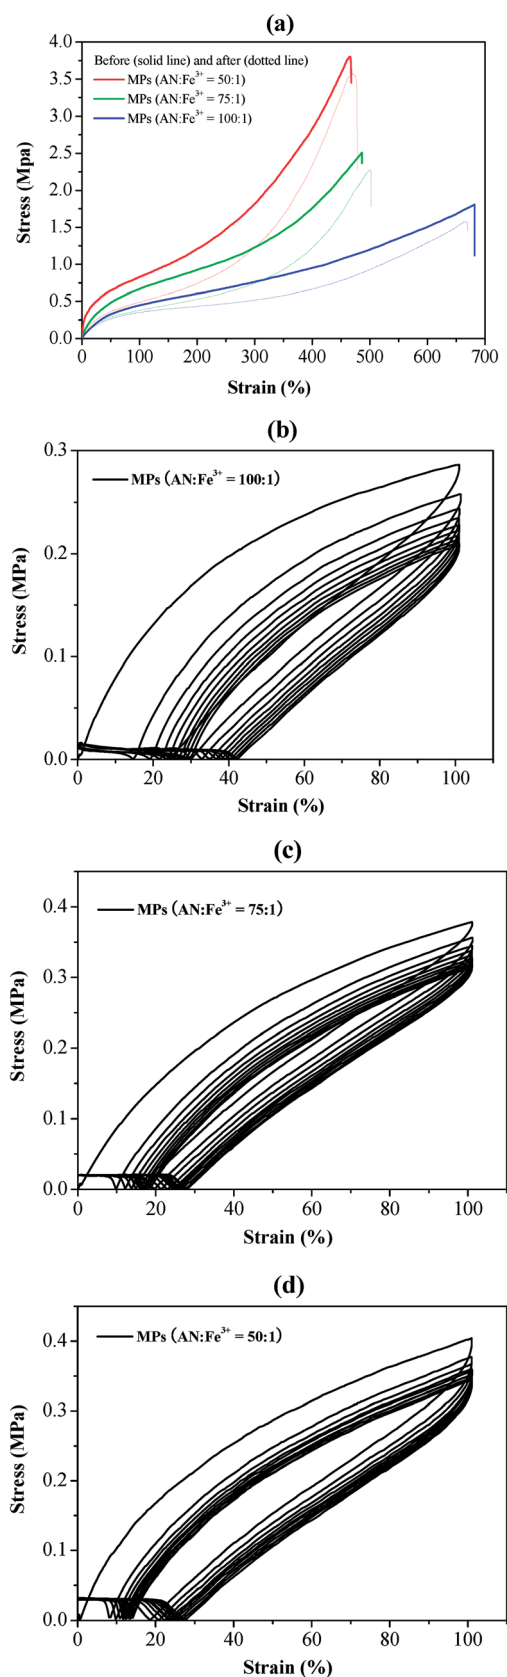 (a)
4.0
3.5
3.0
2.5
2.0
1.5
1.0
0.5
0.0
Stress (Mpa)
Before (solid line) and after (dotted line)
MPs (AN:Fe³⁺ = 50:1)
MPs (AN:Fe³⁺ = 75:1)
MPs (AN:Fe³⁺ = 100:1)
0 100 200 300 400 500 600 700
Strain (%)
(b)
0.3
0.2
0.1
0.0
Stress (MPa)
MPs (AN:Fe³⁺ = 100:1)
0 20 40 60 80 100
Strain (%)
(c)
0.4
0.3
0.2
0.1
0.0
Stress (MPa)
MPs (AN:Fe³⁺ = 75:1)
0 20 40 60 80 100
Strain (%)
(d)
0.4
0.3
0.2
0.1
0.0
Stress (MPa)
MPs (AN:Fe³⁺ = 50:1)
0 20 40 60 80 100
Strain (%)